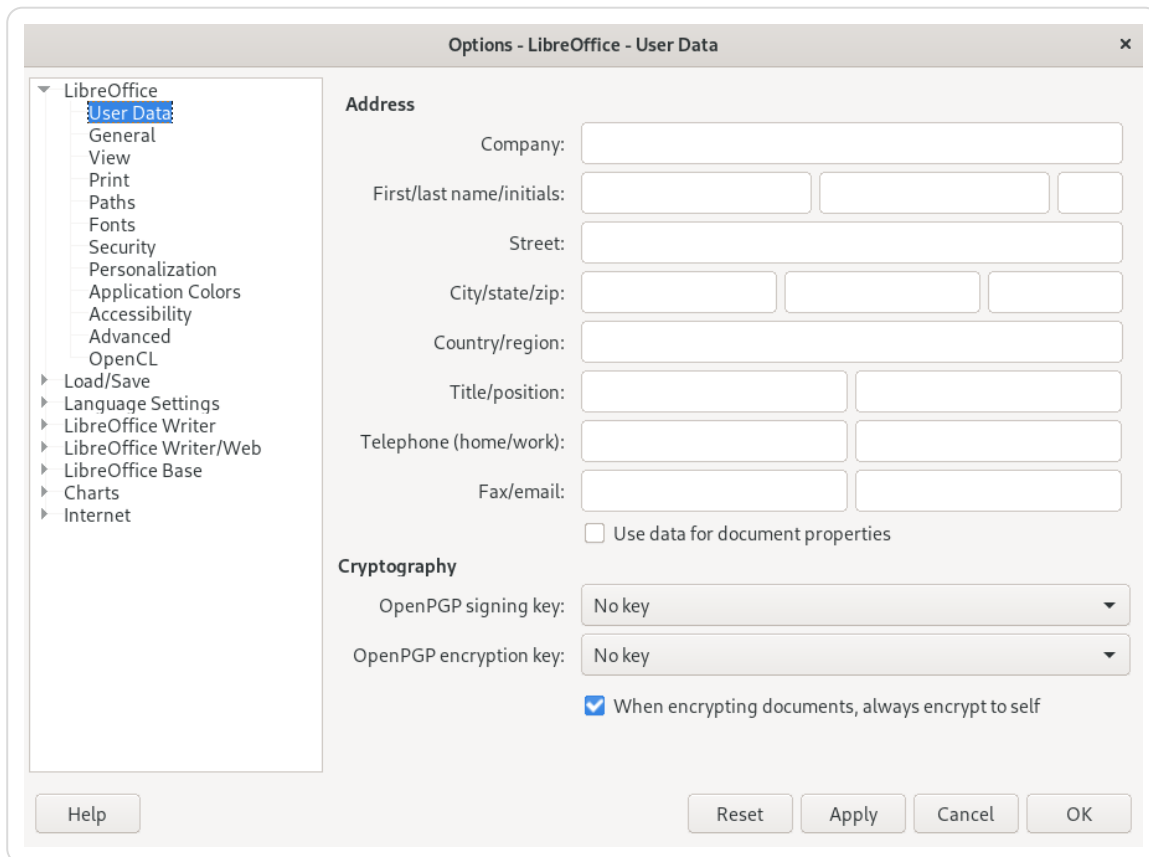 Options - LibreOffice - User Data
LibreOffice
User Data
General
View
Print
Paths
Fonts
Security
Personalization
Application Colors
Accessibility
Advanced
OpenCL
Load/Save
Language Settings
LibreOffice Writer
LibreOffice Writer/Web
LibreOffice Base
Charts
Internet
Address
Company:
First/last name/initials:
Street:
City/state/zip:
Country/region:
Title/position:
Telephone (home/work):
Fax/email:
Use data for document properties
Cryptography
OpenPGP signing key: No key
OpenPGP encryption key: No key
When encrypting documents, always encrypt to self
Help Reset Apply Cancel OK